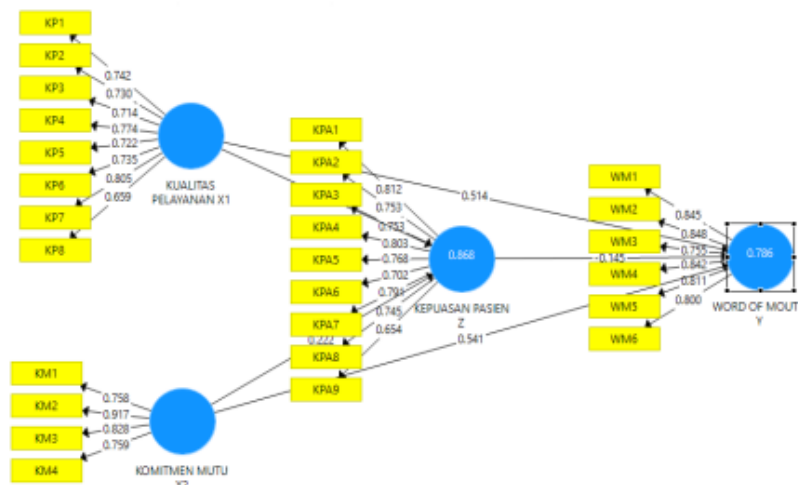 KP1
KP2
KP3
KP4
KP5
KP6
KP7
KP8
0.742
0.730
0.714
0.774
0.722
0.735
0.805
0.659
KUALITAS
PELAYANAN X1
KM1
KM2
KM3
KM4
0.758
0.917
0.828
0.759
KOMITMEN MUTU
KPA1
KPA2
KPA3
KPA4
KPA5
KPA6
KPA7
KPA8
KPA9
0.812
0.753
0.753
0.803
0.768
0.702
0.791
0.745
0.654
0.222
0.868
KEPUASAN PASIEN
Z
0.514
-0.145
0.541
WM1
WM2
WM3
WM4
WM5
WM6
0.845
0.848
0.755
0.842
0.811
0.800
0.786
WORD OF MOUT
Y